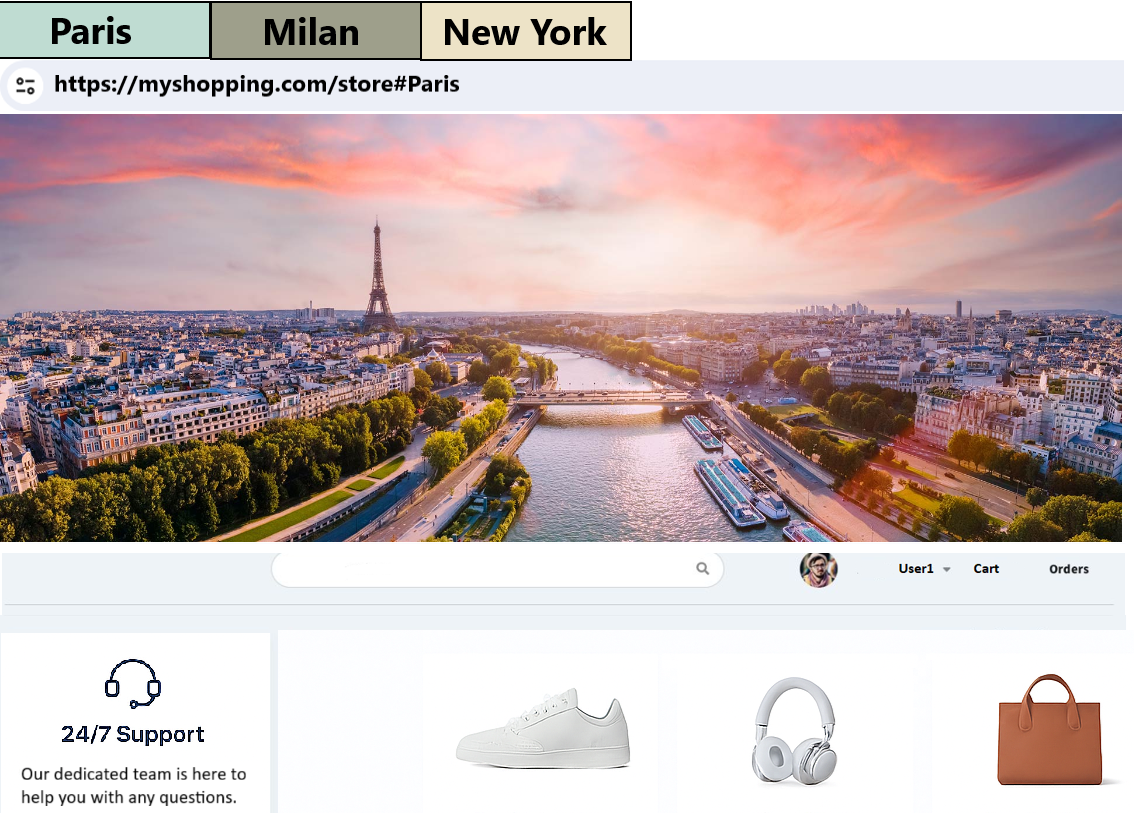 Paris Milan New York
https://myshopping.com/store#Paris
User1 Cart Orders
24/7 Support
Our dedicated team is here to
help you with any questions.